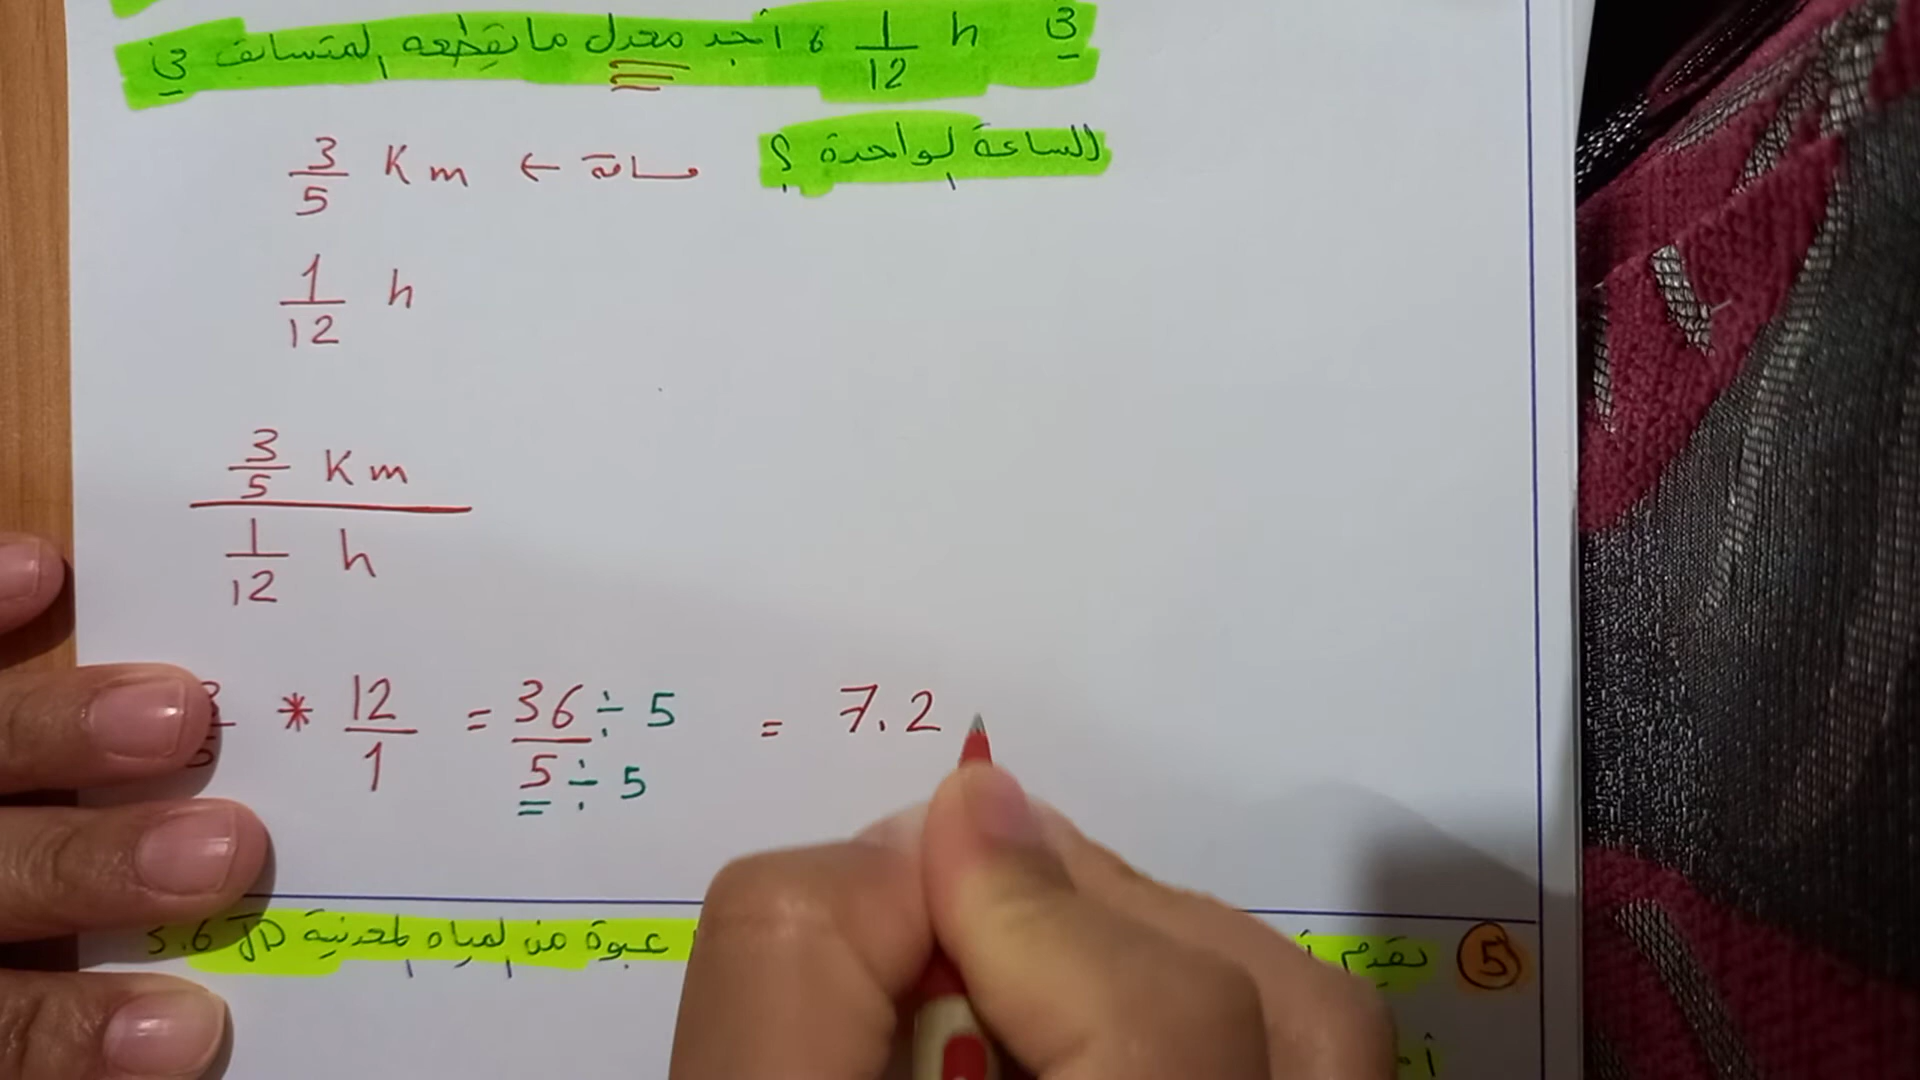 في 1/12 h ، أجد معدل ما يقطعه المتسابق في
الساعة الواحدة ؟
3/5 Km ← مسافة
1/12 h
3/5 Km
1/12 h
3 * 12/1 = 36 ÷ 5 / 5 ÷ 5 = 7.2
5 تقدم عبوة من المياه المعدنية 5.6 JD